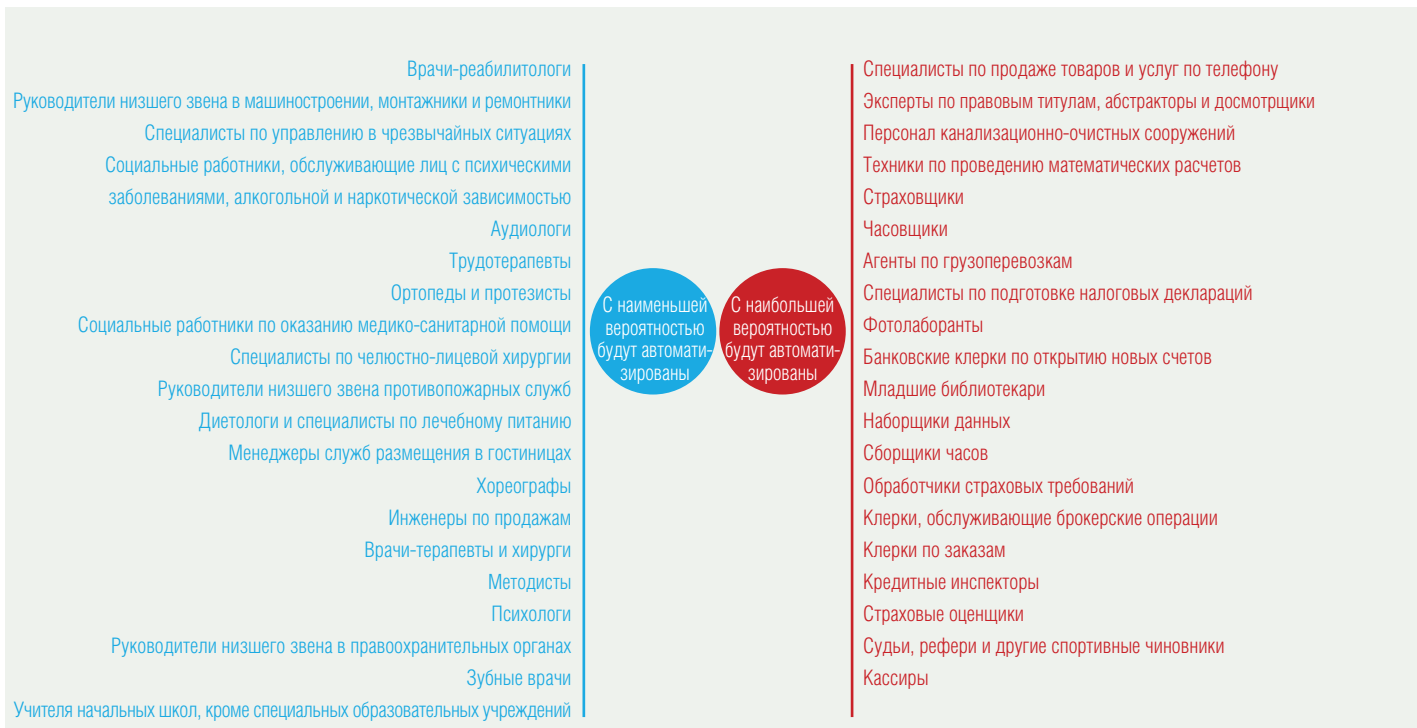 Врачи-реабилитологи
Руководители низшего звена в машиностроении, монтажники и ремонтники
Специалисты по управлению в чрезвычайных ситуациях
Социальные работники, обслуживающие лиц с психическими
заболеваниями, алкогольной и наркотической зависимостью
Аудиологи
Трудотерапевты
Ортопеды и протезисты
Социальные работники по оказанию медико-санитарной помощи
Специалисты по челюстно-лицевой хирургии
Руководители низшего звена противопожарных служб
Диетологи и специалисты по лечебному питанию
Менеджеры служб размещения в гостиницах
Хореографы
Инженеры по продажам
Врачи-терапевты и хирурги
Методисты
Психологи
Руководители низшего звена в правоохранительных органах
Зубные врачи
Учителя начальных школ, кроме специальных образовательных учреждений
С наименьшей
вероятностью
будут автомати-
зированы
С наибольшей
вероятностью
будут автомати-
зированы
Специалисты по продаже товаров и услуг по телефону
Эксперты по правовым титулам, абстракторы и досмотрщики
Персонал канализационно-очистных сооружений
Техники по проведению математических расчетов
Страховщики
Часовщики
Агенты по грузоперевозкам
Специалисты по подготовке налоговых деклараций
Фотолаборанты
Банковские клерки по открытию новых счетов
Младшие библиотекари
Наборщики данных
Сборщики часов
Обработчики страховых требований
Клерки, обслуживающие брокерские операции
Клерки по заказам
Кредитные инспекторы
Страховые оценщики
Судьи, рефери и другие спортивные чиновники
Кассиры